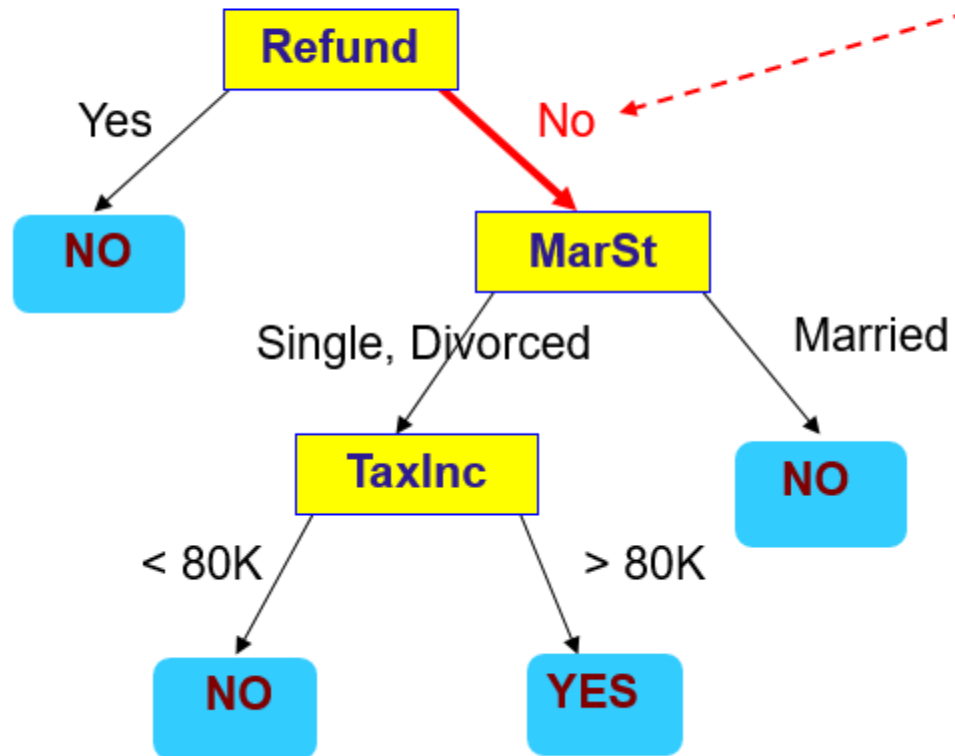 Refund
Yes
No
NO
MarSt
Single, Divorced
Married
TaxInc
NO
< 80K
> 80K
NO
YES